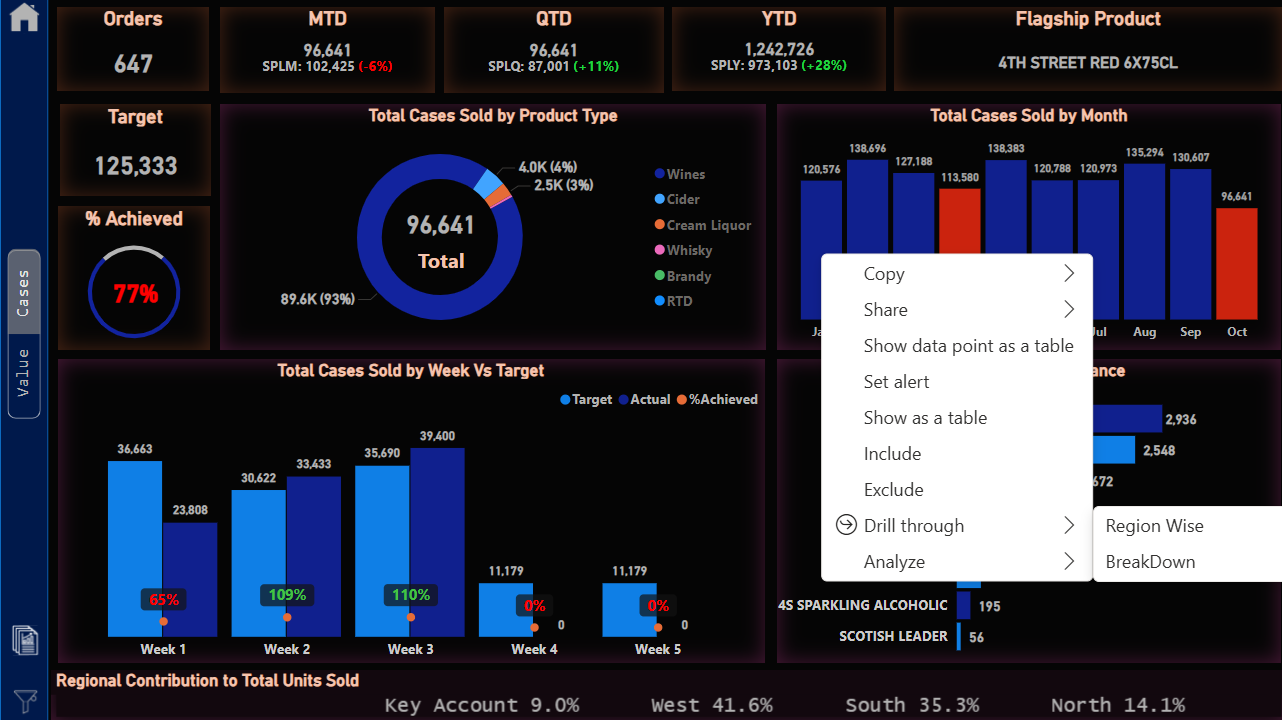 Orders
647
MTD
96,641
SPLM: 102,425 (-6%)
QTD
96,641
SPLQ: 87,001 (+11%)
YTD
1,242,726
SPLY: 973,103 (+28%)
Flagship Product
4TH STREET RED 6X75CL
Target
125,333
% Achieved
77%
Cases
Value
Total Cases Sold by Product Type
4.0K (4%)
2.5K (3%)
96,641
Total
89.6K (93%)
Wines
Cider
Cream Liquor
Whisky
Brandy
RTD
Total Cases Sold by Month
120,576
138,696
127,188
113,580
138,383
120,788
120,973
135,294
130,607
96,641
Aug
Sep
Oct
Copy
Share
Show data point as a table
Set alert
Show as a table
Include
Exclude
Drill through
Analyze
Region Wise
BreakDown
Total Cases Sold by Week Vs Target
Target Actual %Achieved
36,663
23,808
65%
Week 1
30,622
33,433
109%
Week 2
35,690
39,400
110%
Week 3
11,179
0%
0
Week 4
11,179
0%
0
Week 5
2,936
2,548
4S SPARKLING ALCOHOLIC 195
SCOTISH LEADER 56
Regional Contribution to Total Units Sold
Key Account 9.0% West 41.6% South 35.3% North 14.1%